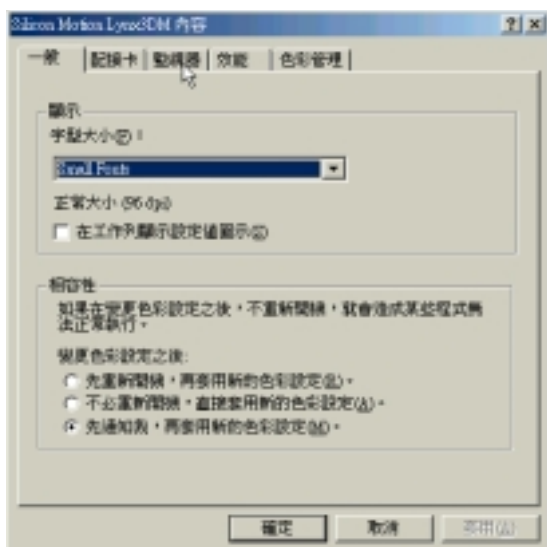 Silicon Motion Lynx3DM 內容
一般 配接卡 監視器 效能 色彩管理
顯示
字型大小(F)：
Small Fonts
正常大小 (96 dpi)
在工作列顯示設定值圖示(S)
相容性
如果在變更色彩設定之後，不重新開機，就會造成某些程式無
法正常執行。
變更色彩設定之後:
先重新開機，再套用新的色彩設定(R)。
不必重新開機，直接套用新的色彩設定(A)。
先通知我，再套用新的色彩設定(M)。
確定 取消 套用(A)